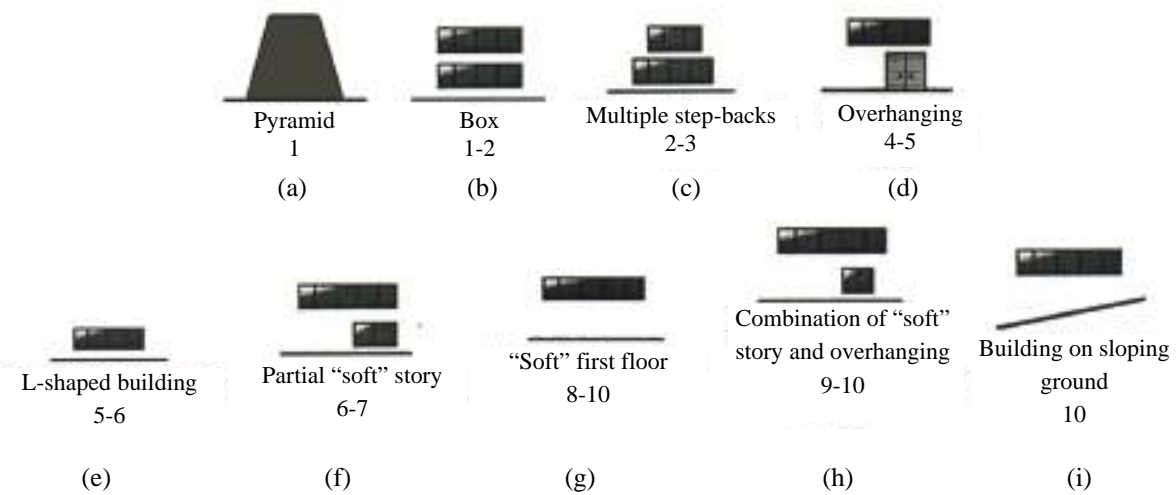 Pyramid
1
(a)
Box
1-2
(b)
Multiple step-backs
2-3
(c)
Overhanging
4-5
(d)
L-shaped building
5-6
(e)
Partial “soft” story
6-7
(f)
“Soft” first floor
8-10
(g)
Combination of “soft”
story and overhanging
9-10
(h)
Building on sloping
ground
10
(i)